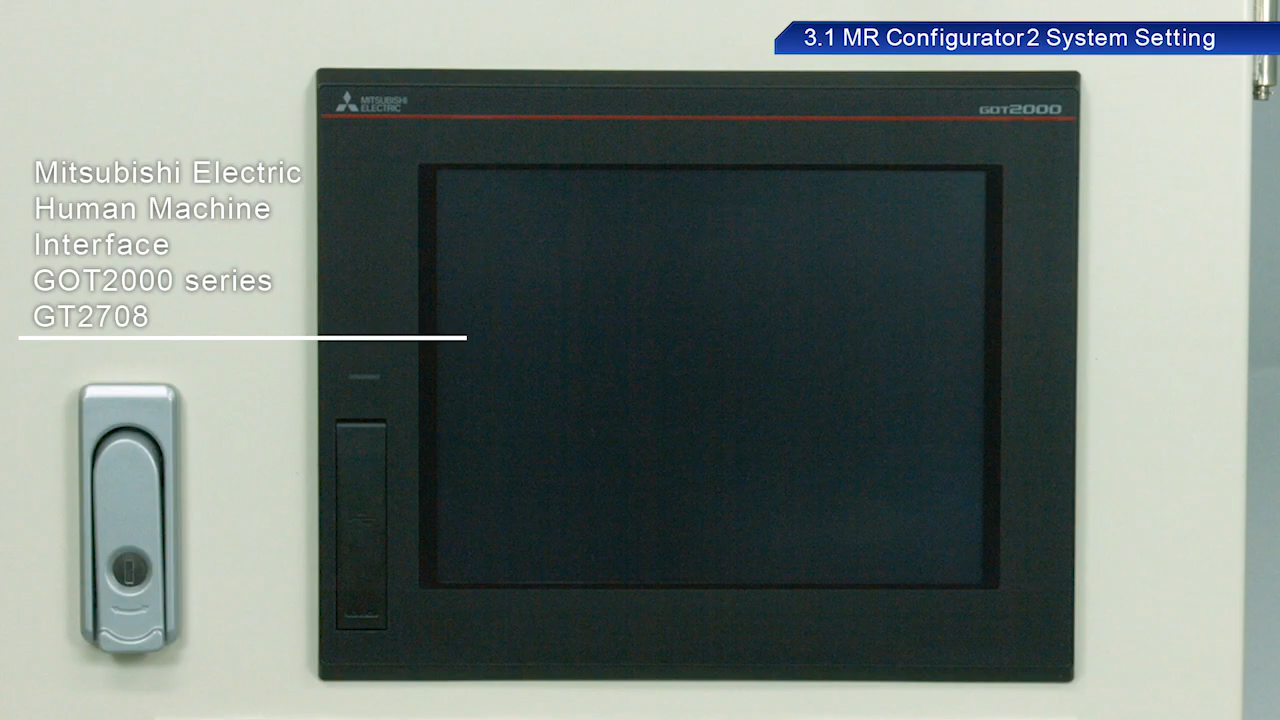 3.1 MR Configurator2 System Setting
MITSUBISHI
ELECTRIC
GOT2000
Mitsubishi Electric
Human Machine
Interface
GOT2000 series
GT2708